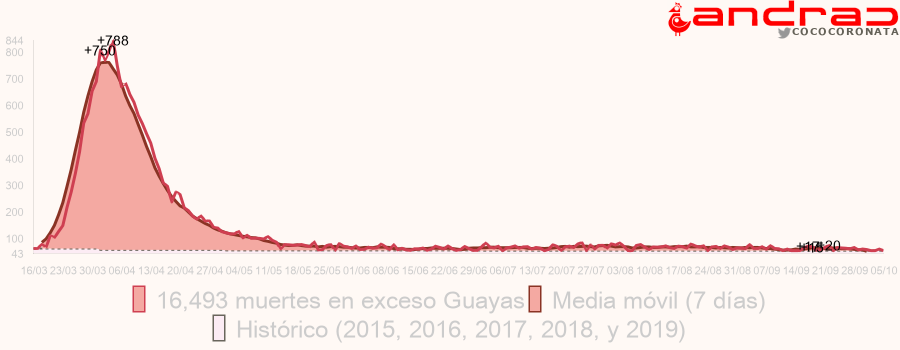 andrac
COCOCORONATA
+788
+750
844
800
700
600
500
400
300
200
100
43
+120
16/03 23/03 30/03 06/04 13/04 20/04 27/04 04/05 11/05 18/05 25/05 01/06 08/06 15/06 22/06 29/06 06/07 13/07 20/07 27/07 03/08 10/08 17/08 24/08 31/08 07/09 14/09 21/09 28/09 05/10
16,493 muertes en exceso Guayas Media móvil (7 días)
Histórico (2015, 2016, 2017, 2018, y 2019)